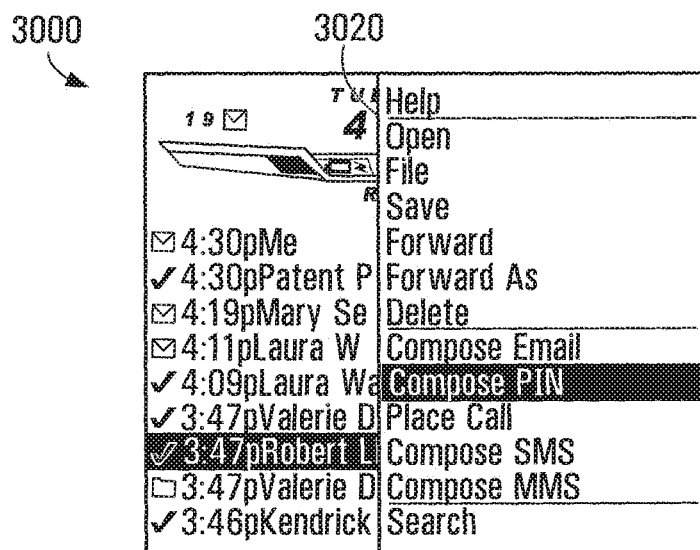 3000
3020
TUE
19
4
R
4:30pMe
4:30pPatent P
4:19pMary Se
4:11pLaura W
4:09pLaura Wa
3:47pValerie D
3:47pRobert L
3:47pValerie D
3:46pKendrick
Help
Open
File
Save
Forward
Forward As
Delete
Compose Email
Compose PIN
Place Call
Compose SMS
Compose MMS
Search